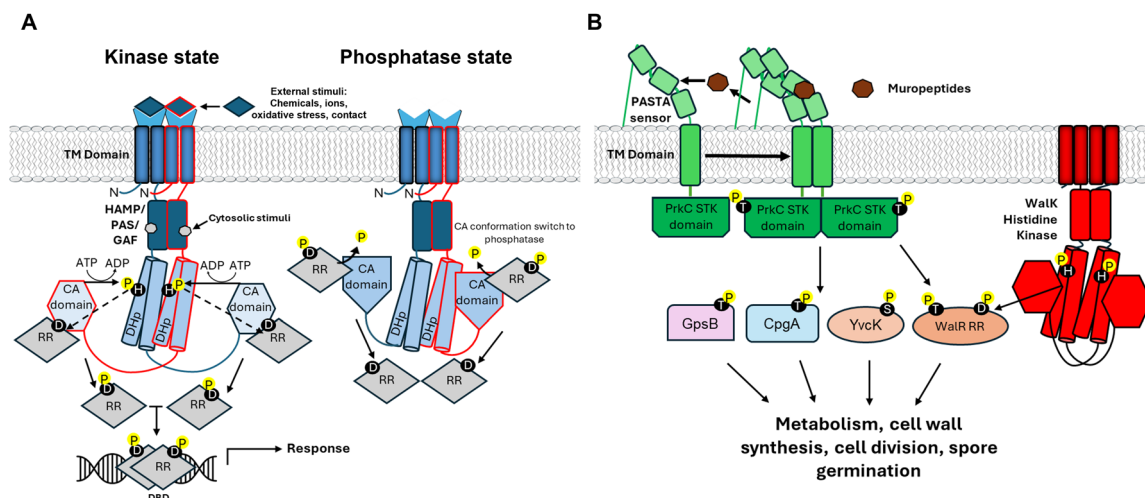 A
Kinase state
Phosphatase state
External stimuli:
Chemicals, ions,
oxidative stress, contact
TM Domain
N
N
HAMP/
PAS/
GAF
Cytosolic stimuli
ATP
ADP
ADP
ATP
P
H
H
P
CA
domain
CA
domain
DHp
DHp
D
RR
D
RR
P
D
RR
P
D
RR
P
D
P
D
RR
DBD
Response
CA conformation switch to
phosphatase
P
D
RR
P
CA
domain
P
CA
domain
P
D
RR
DHp
DHp
D
RR
D
RR
B
PASTA
sensor
Muropeptides
TM Domain
PrkC STK
domain
P
T
PrkC STK
domain
PrkC STK
domain
P
T
WalK
Histidine
Kinase
P
H
P
H
P
T
GpsB
P
T
CpgA
P
S
YvcK
P
T
P
D
WalR RR
Metabolism, cell wall
synthesis, cell division, spore
germination